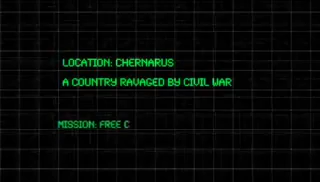 LOCATION: CHERNARUS
A COUNTRY RAVAGED BY CIVIL WAR
MISSION: FREE C